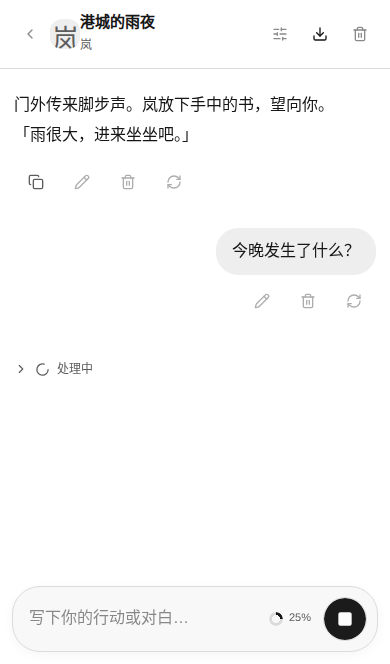 岚
港城的雨夜
岚
门外传来脚步声。岚放下手中的书，望向你。
「雨很大，进来坐坐吧。」
今晚发生了什么？
处理中
写下你的行动或对白…
25%